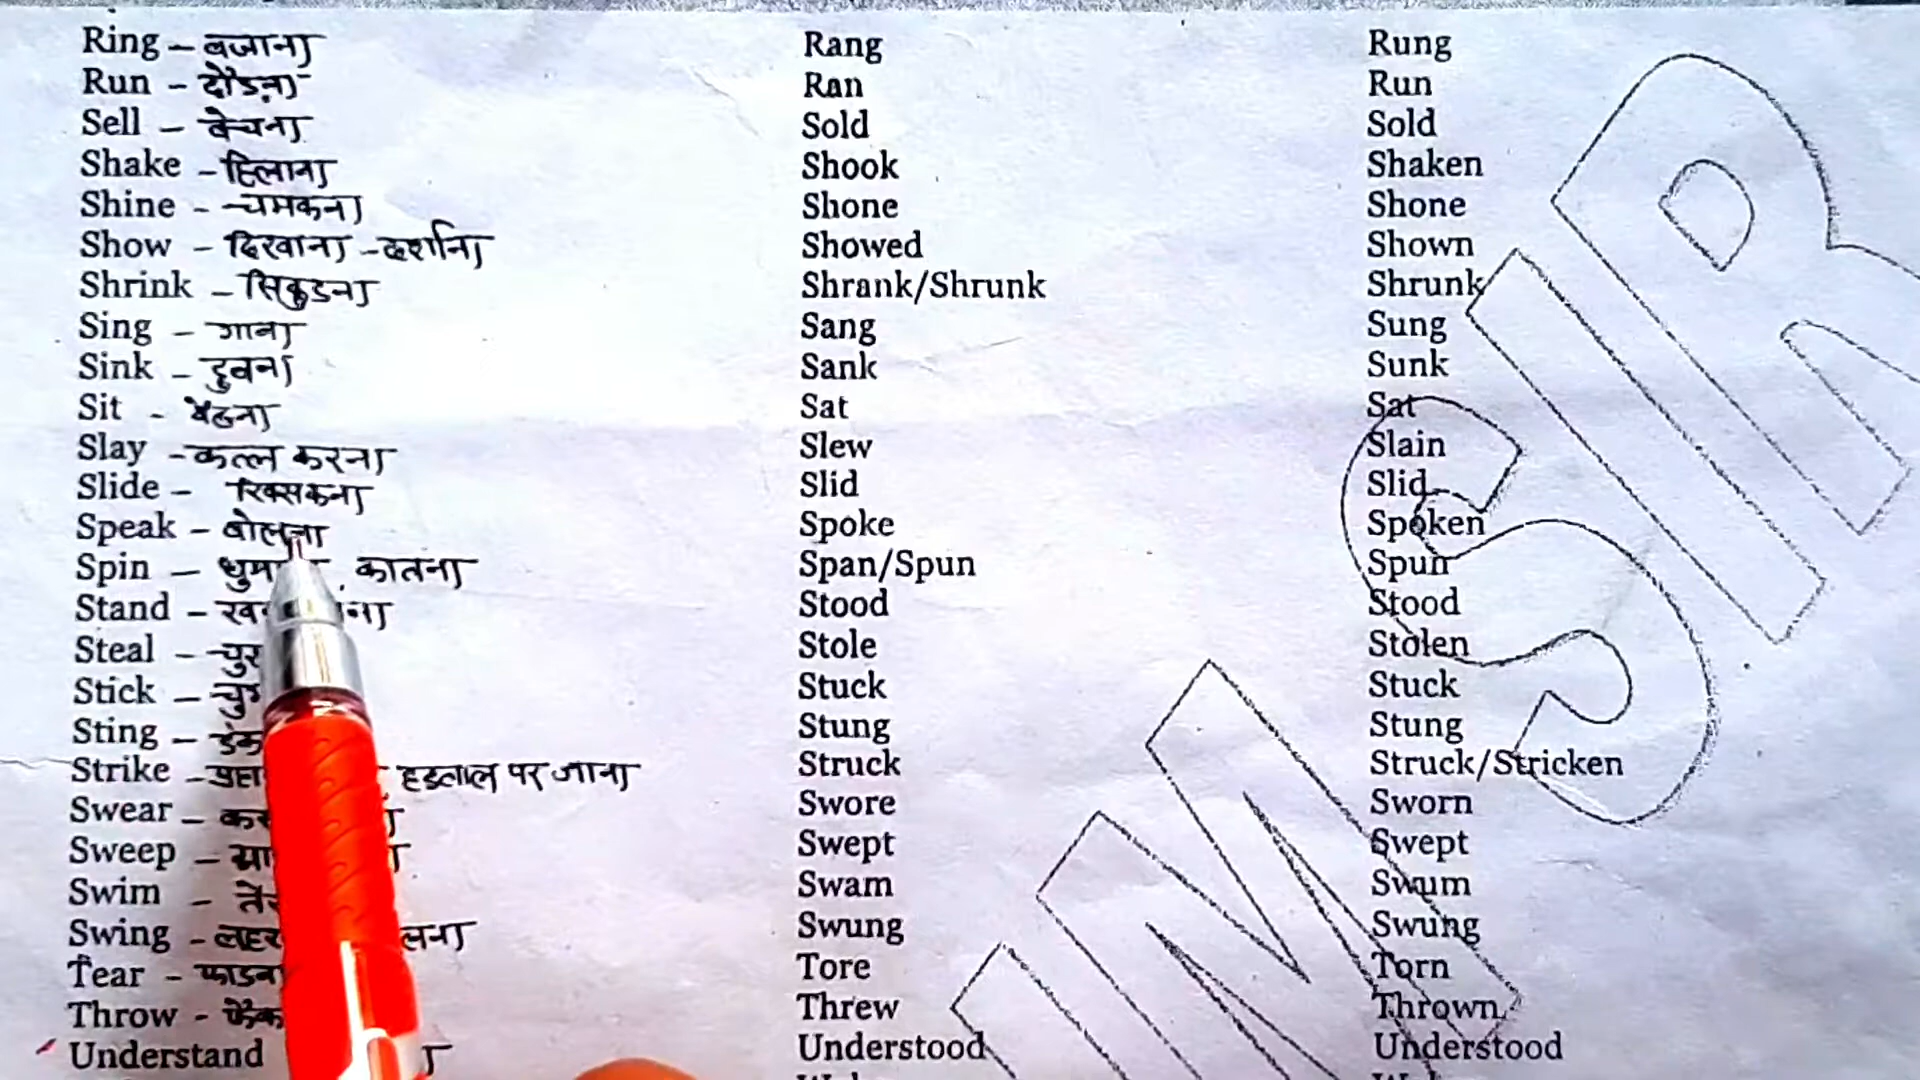 Ring – बजाना Rang Rung
Run – दौड़ना Ran Run
Sell – बेचना Sold Sold
Shake – हिलाना Shook Shaken
Shine - चमकना Shone Shone
Show - दिखाना - दर्शाना Showed Shown
Shrink - सिकुडना Shrank/Shrunk Shrunk
Sing - गाना Sang Sung
Sink - डुबना Sank Sunk
Sit - बैठना Sat Sat
Slay - कत्ल करना Slew Slain
Slide - खिसकना Slid Slid
Speak - बोलना Spoke Spoken
Spin – कातना Span/Spun Spun
Stand – Stood Stood
Steal – Stole Stolen
Stick – Stuck Stuck
Sting – Stung Stung
Strike – हडताल पर जाना Struck Struck/Stricken
Swear – Swore Sworn
Sweep – Swept Swept
Swim - Swam Swum
Swing - Swung Swung
Tear - फाडना Tore Torn
Throw - Threw Thrown
Understand Understood Understood
SIR